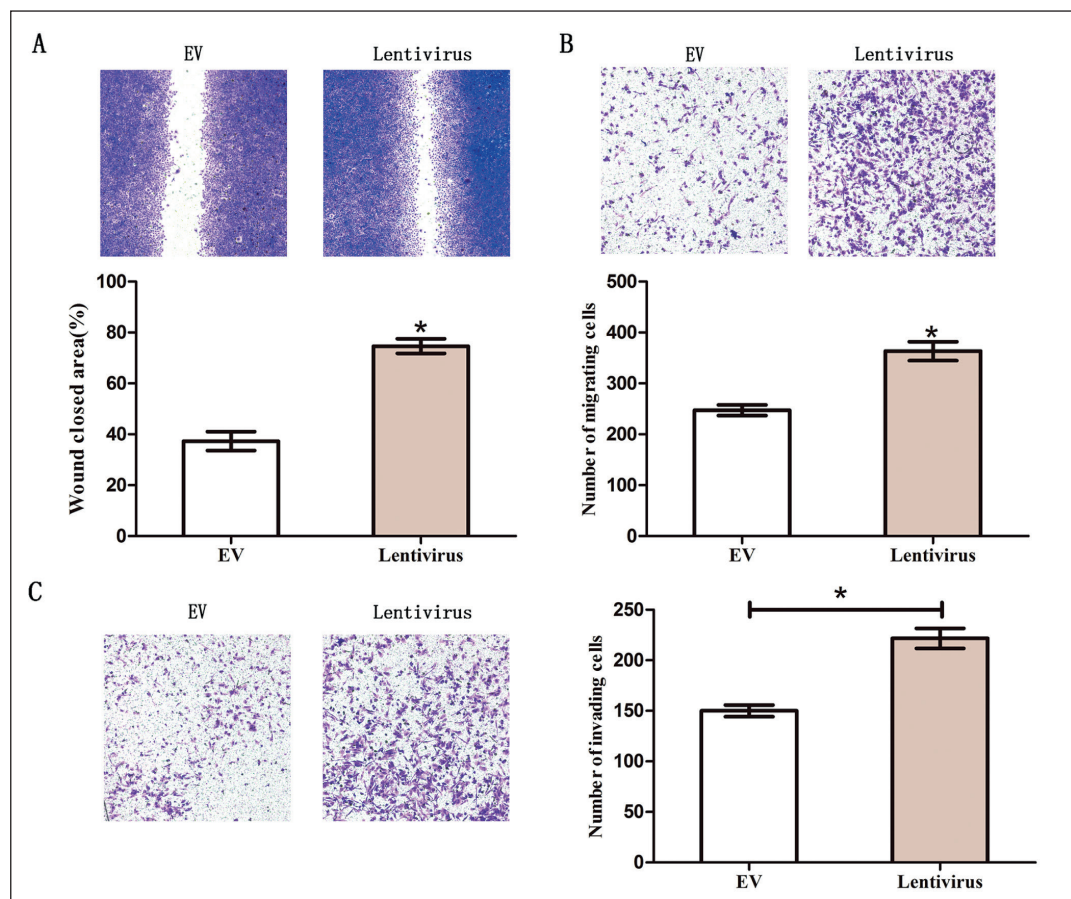 A
EV
Lentivirus
Wound closed area(%)
100
80
60
40
20
0
*
EV
Lentivirus
B
EV
Lentivirus
Number of migrating cells
500
400
300
200
100
0
*
EV
Lentivirus
C
EV
Lentivirus
Number of invading cells
250
200
150
100
50
0
*
EV
Lentivirus